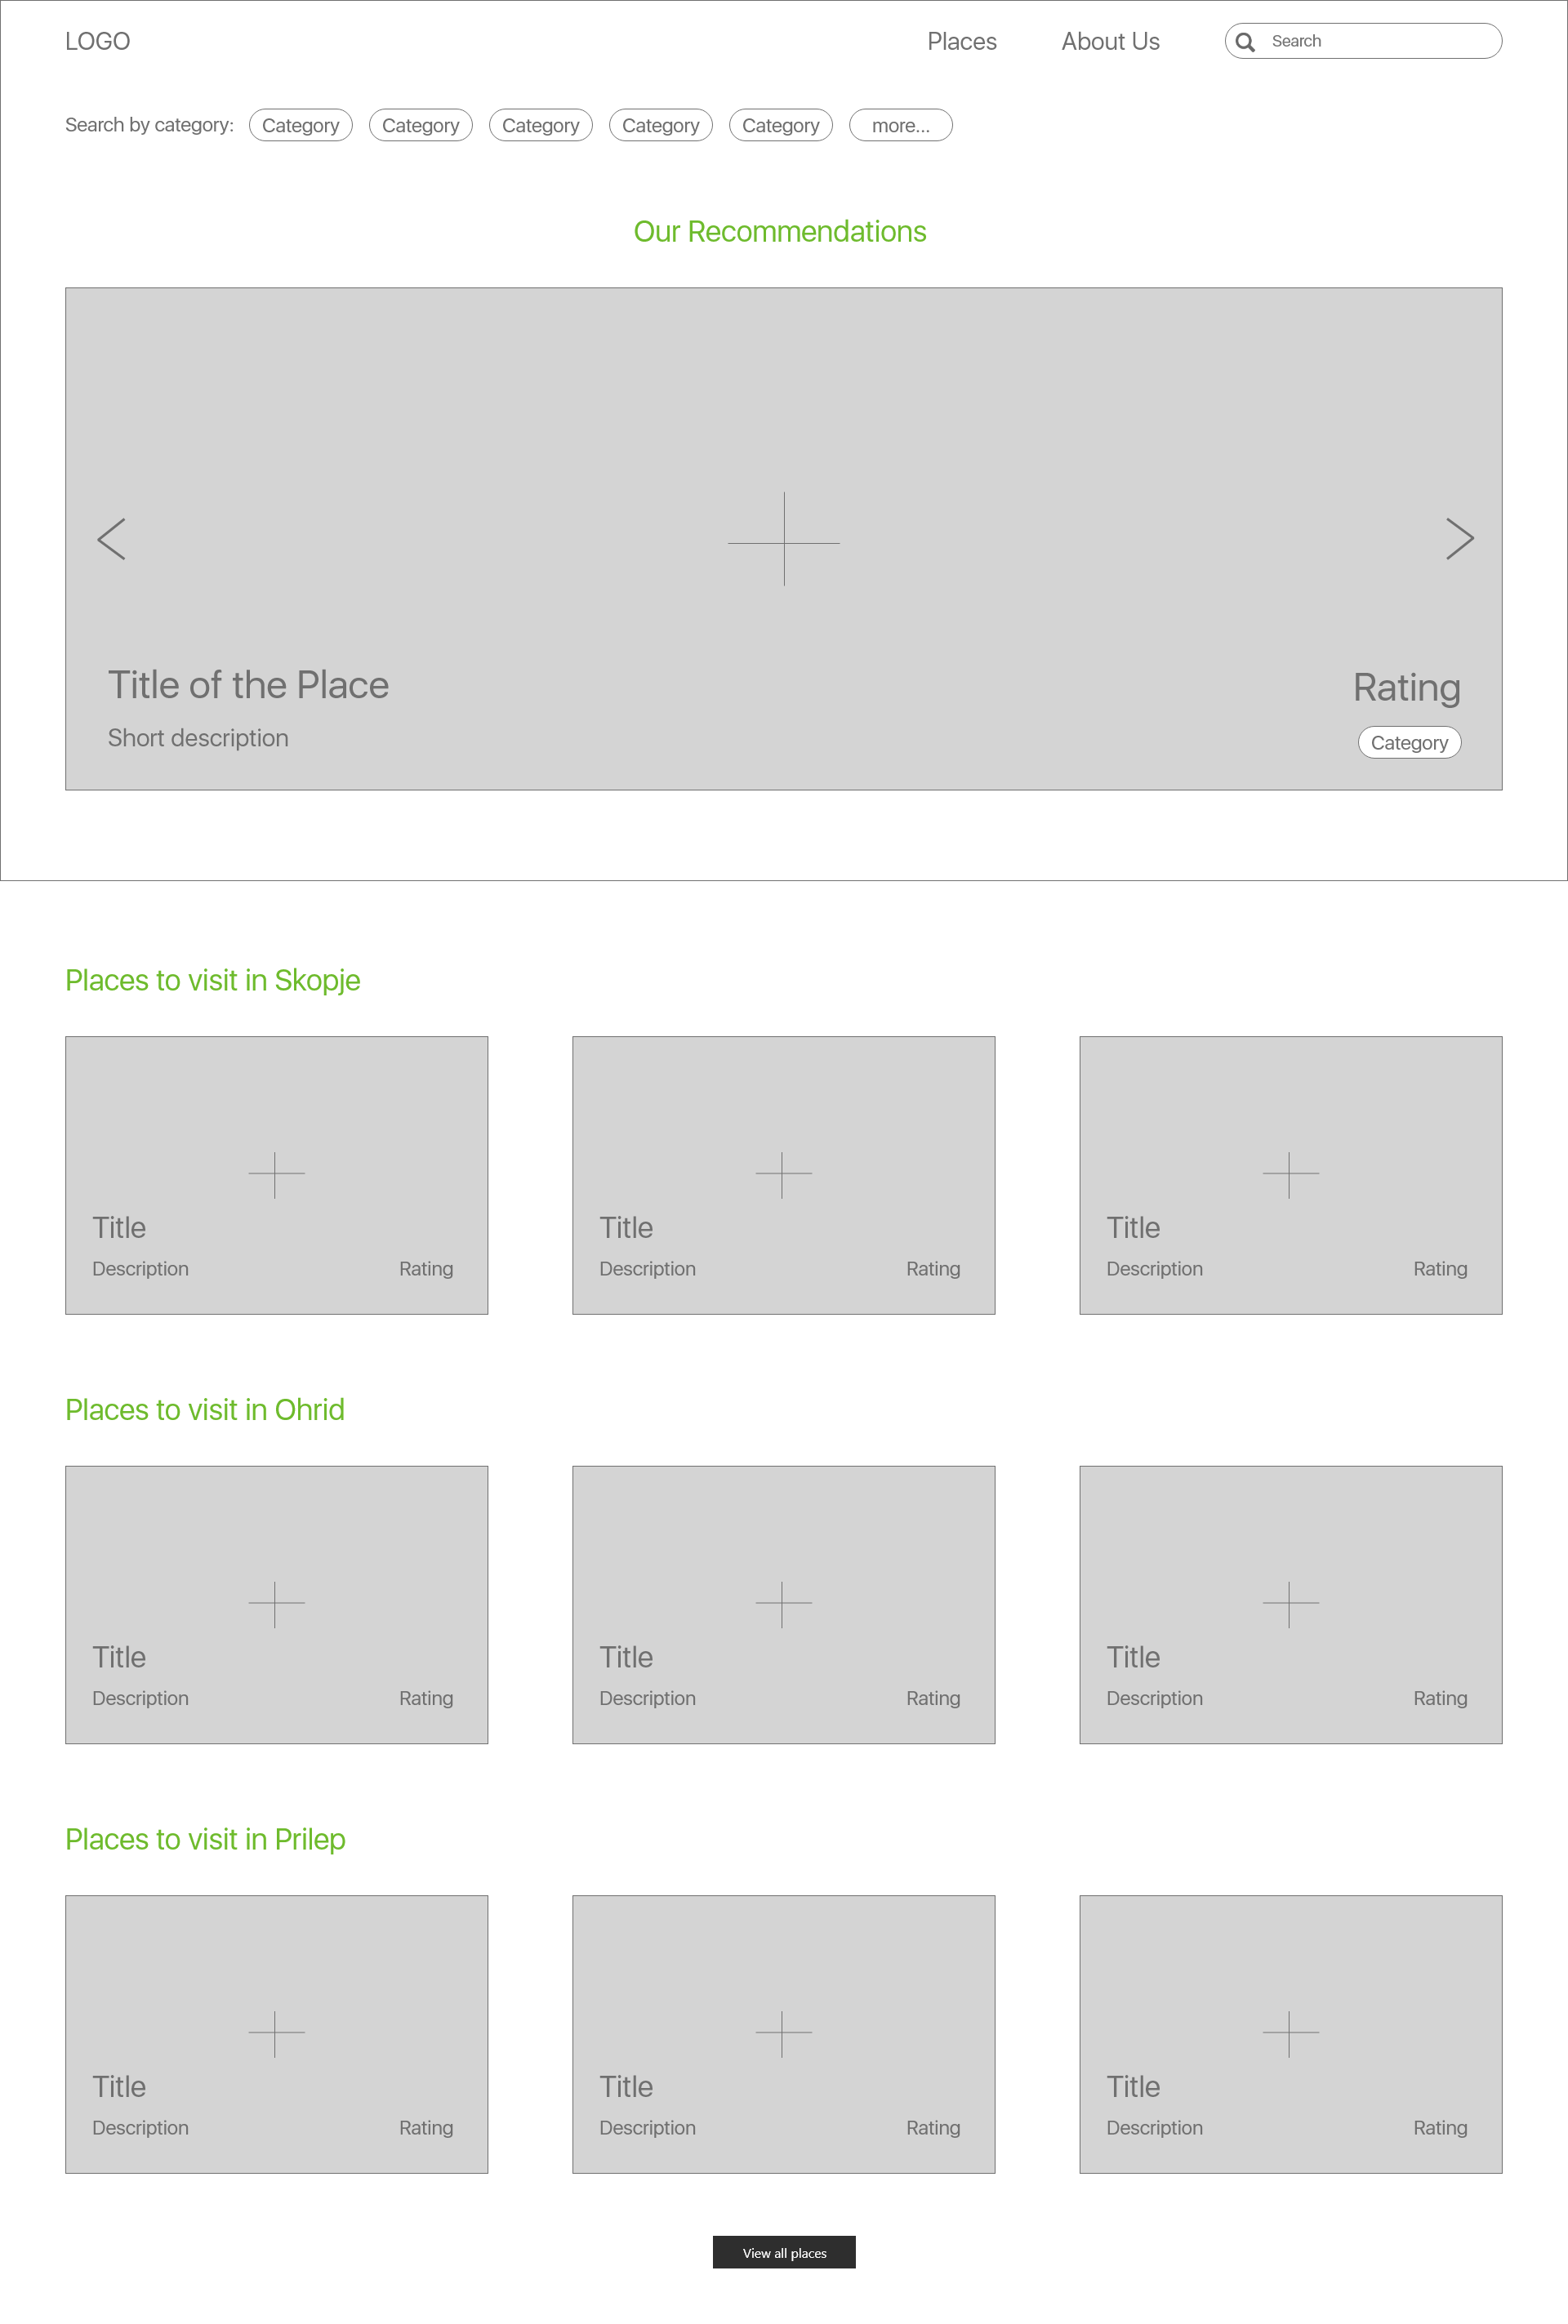 LOGO Places About Us Search
Search by category: Category Category Category Category Category more...
Our Recommendations
Title of the Place Rating
Short description Category
Places to visit in Skopje
Title Title Title
Description Rating Description Rating Description Rating
Places to visit in Ohrid
Title Title Title
Description Rating Description Rating Description Rating
Places to visit in Prilep
Title Title Title
Description Rating Description Rating Description Rating
View all places